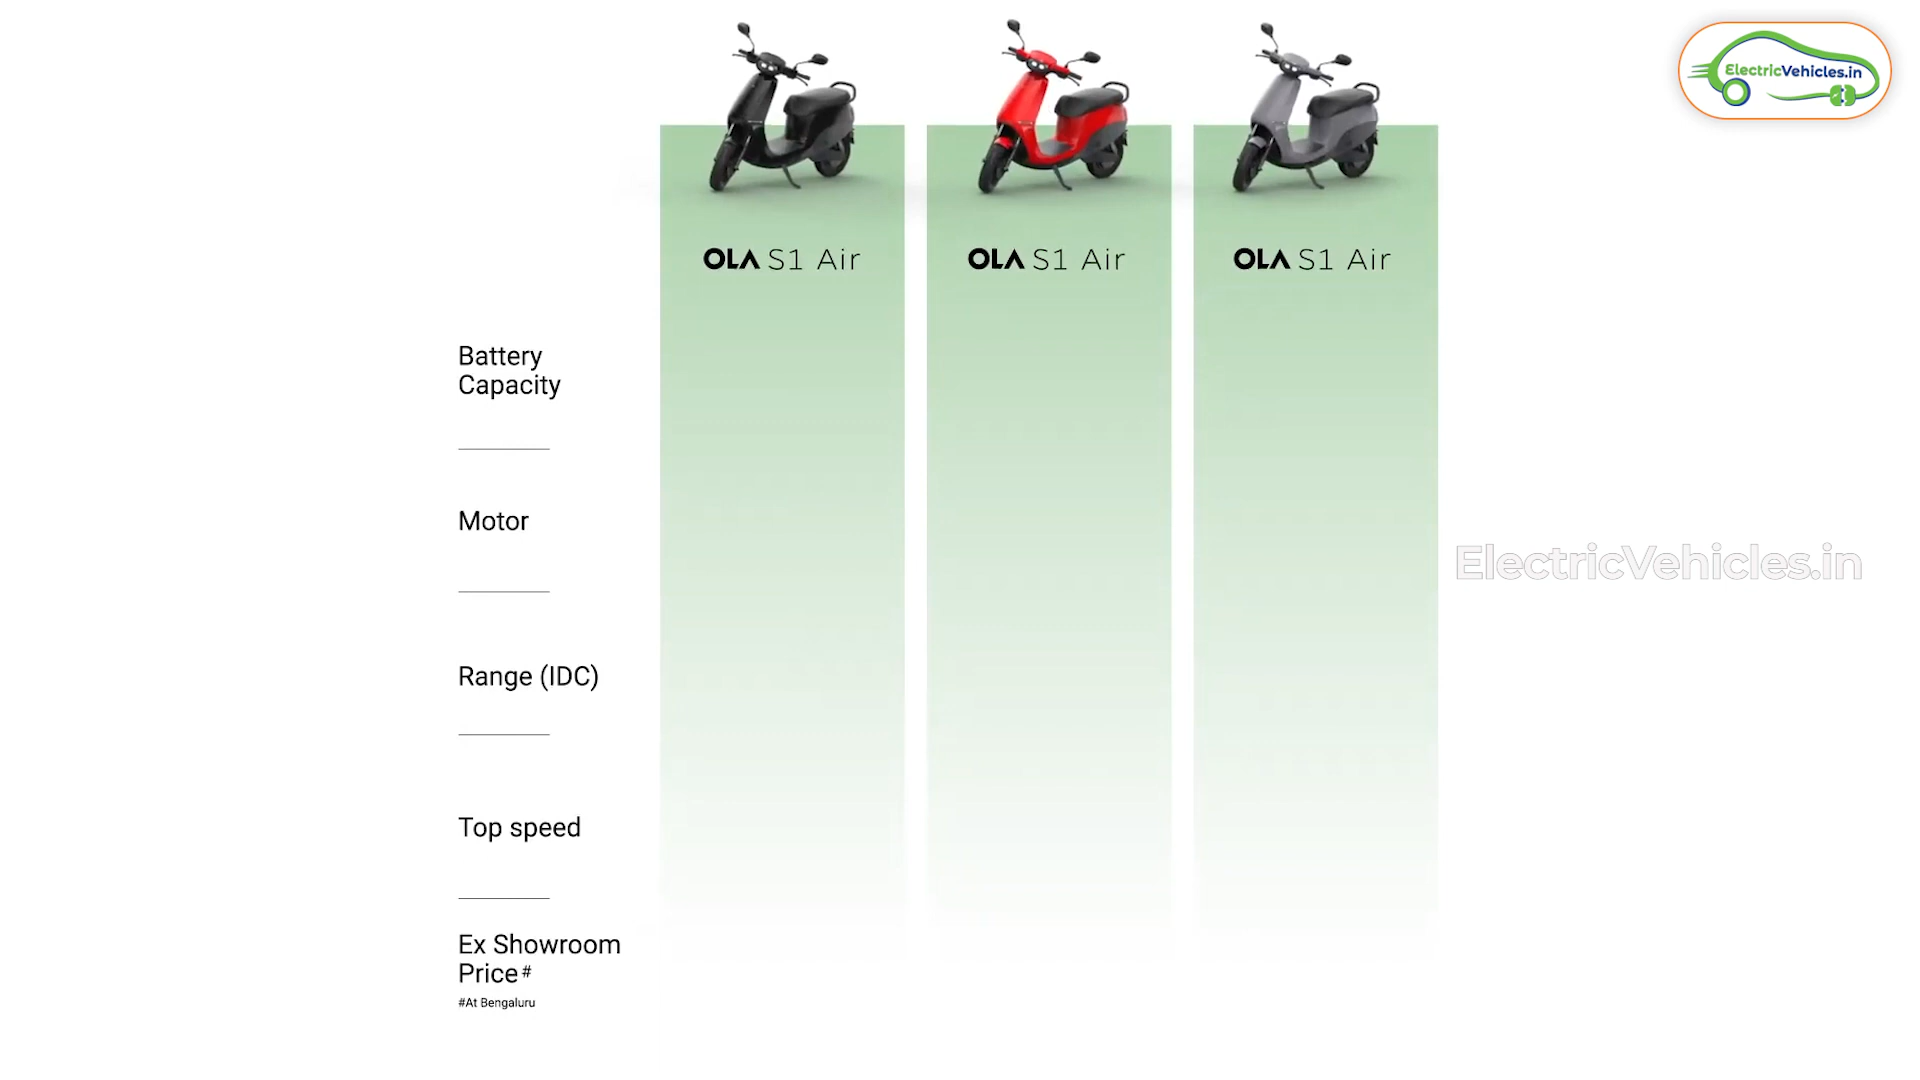 ElectricVehicles.in
OLA S1 Air
OLA S1 Air
OLA S1 Air
Battery
Capacity
Motor
ElectricVehicles.in
Range (IDC)
Top speed
Ex Showroom
Price#
#At Bengaluru